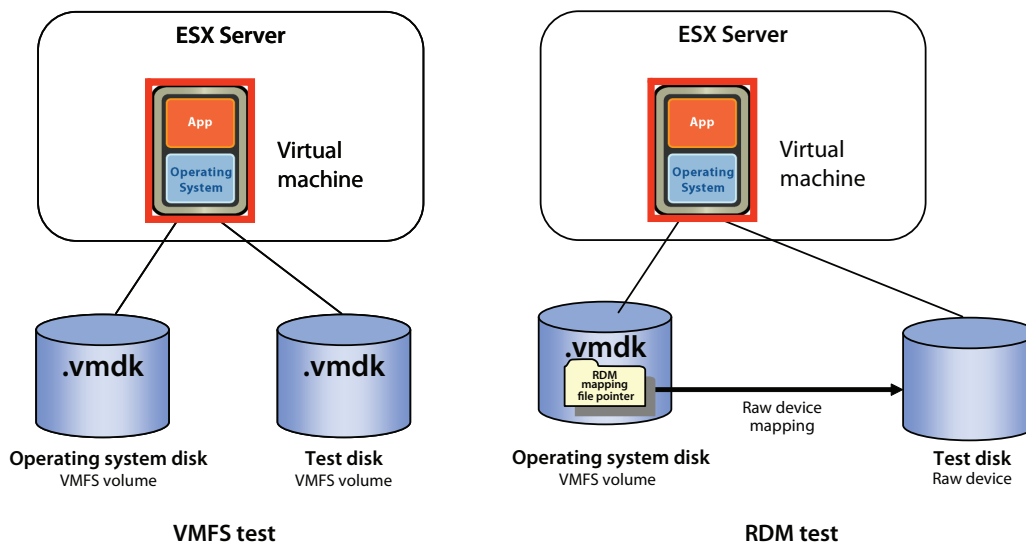 ESX Server
App
Operating
System
Virtual
machine
.vmdk
.vmdk
Operating system disk
VMFS volume
Test disk
VMFS volume
VMFS test
ESX Server
App
Operating
System
Virtual
machine
.vmdk
RDM
mapping
file pointer
Raw device
mapping
Operating system disk
VMFS volume
Test disk
Raw device
RDM test